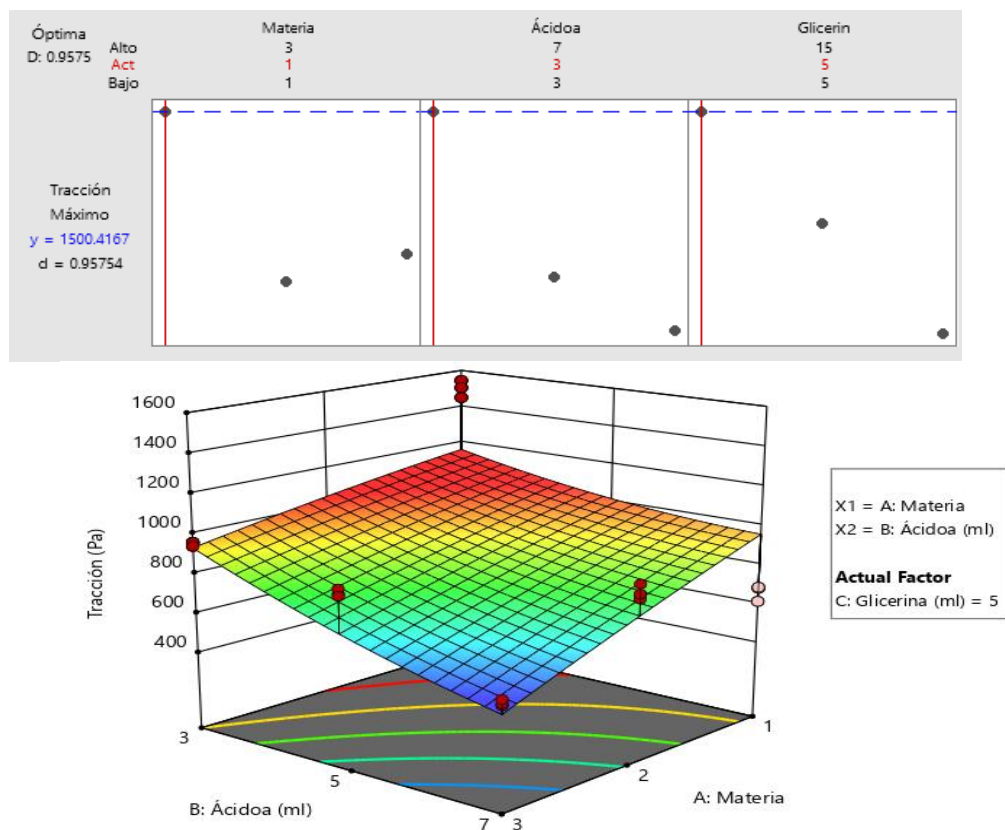 Óptima
D: 0.9575
Alto
Act
Bajo
Materia
3
1
1
Ácidoa
7
3
3
Glicerin
15
5
5
Tracción
Máximo
y = 1500.4167
d = 0.95754
1600
1400
1200
1000
800
600
400
Tracción (Pa)
3
5
7
B: Ácidoa (ml)
3
2
1
A: Materia
X1 = A: Materia
X2 = B: Ácidoa (ml)
Actual Factor
C: Glicerina (ml) = 5